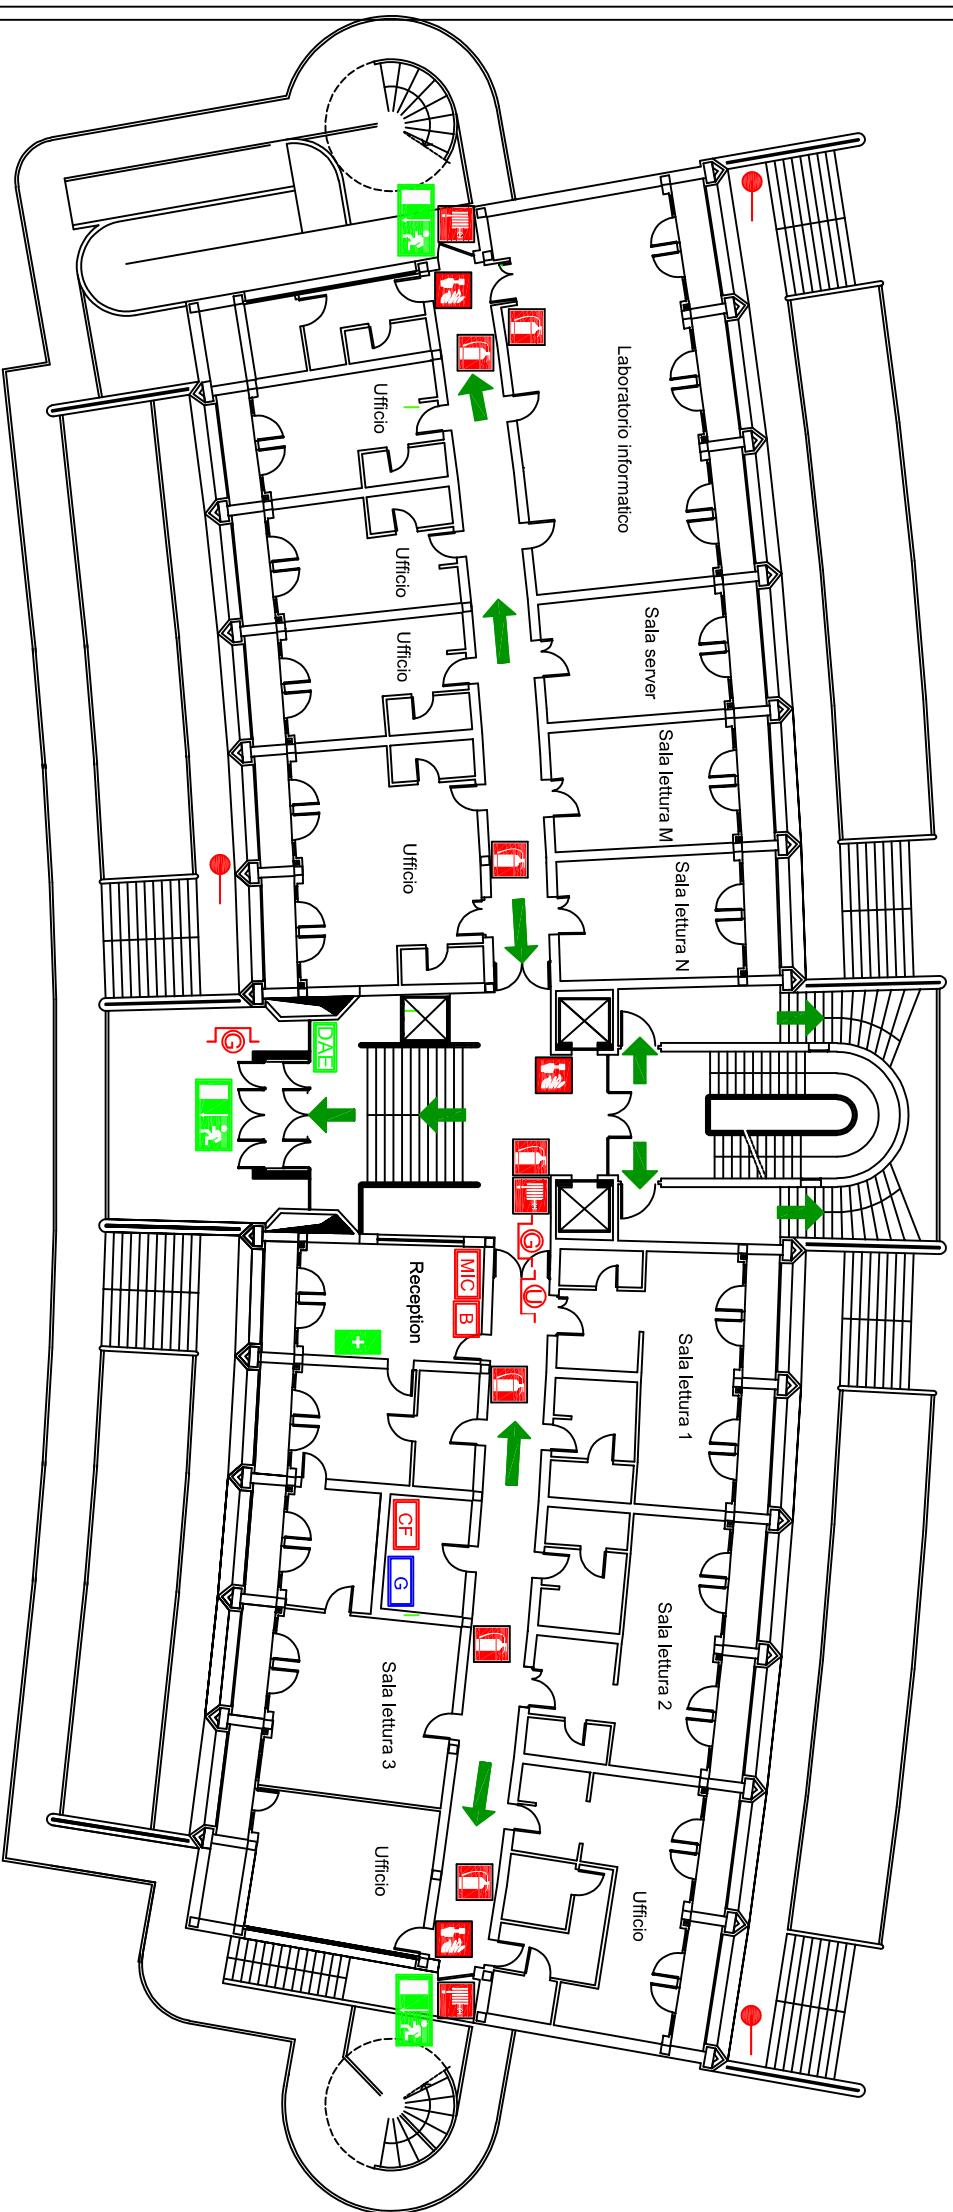 Laboratorio informatico
Sala server
Sala lettura M
Sala lettura N
Ufficio
Ufficio
Ufficio
Ufficio
DAE
G
G
U
MIC
B
Reception
Sala lettura 1
CF
G
Sala lettura 2
Sala lettura 3
Ufficio
Ufficio